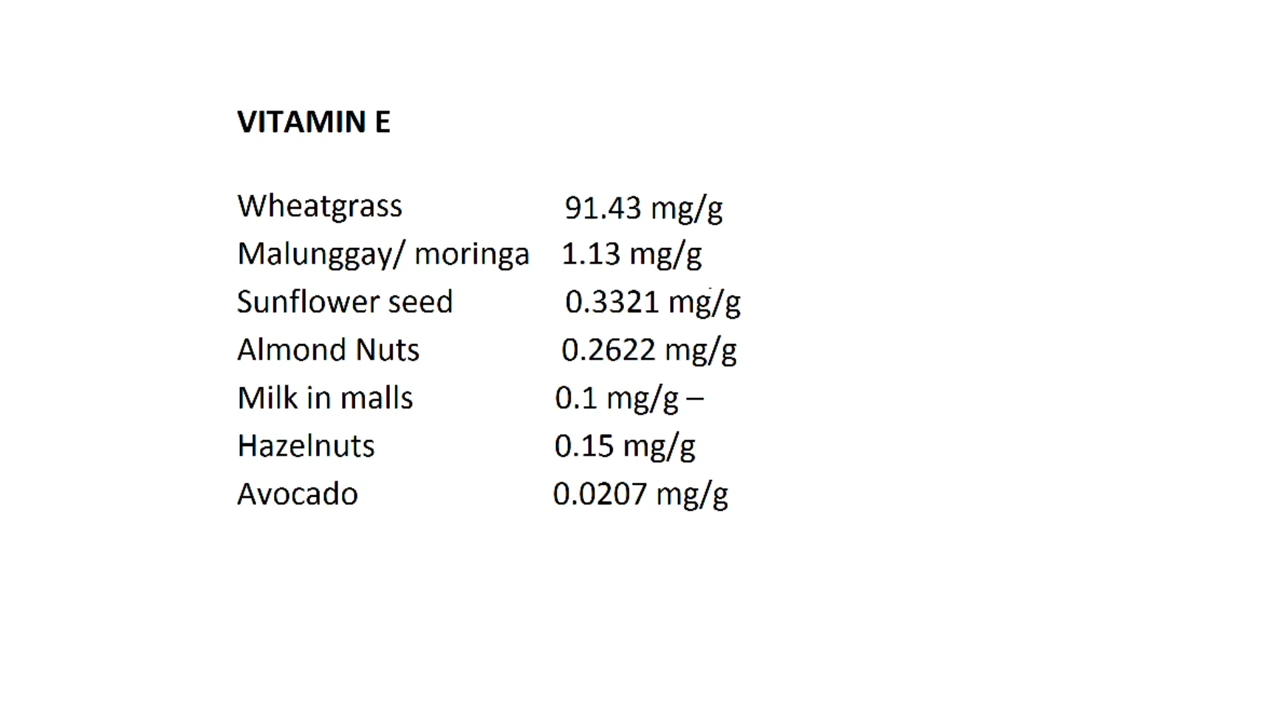 VITAMIN E
Wheatgrass 91.43 mg/g
Malunggay/ moringa 1.13 mg/g
Sunflower seed 0.3321 mg/g
Almond Nuts 0.2622 mg/g
Milk in malls 0.1 mg/g –
Hazelnuts 0.15 mg/g
Avocado 0.0207 mg/g